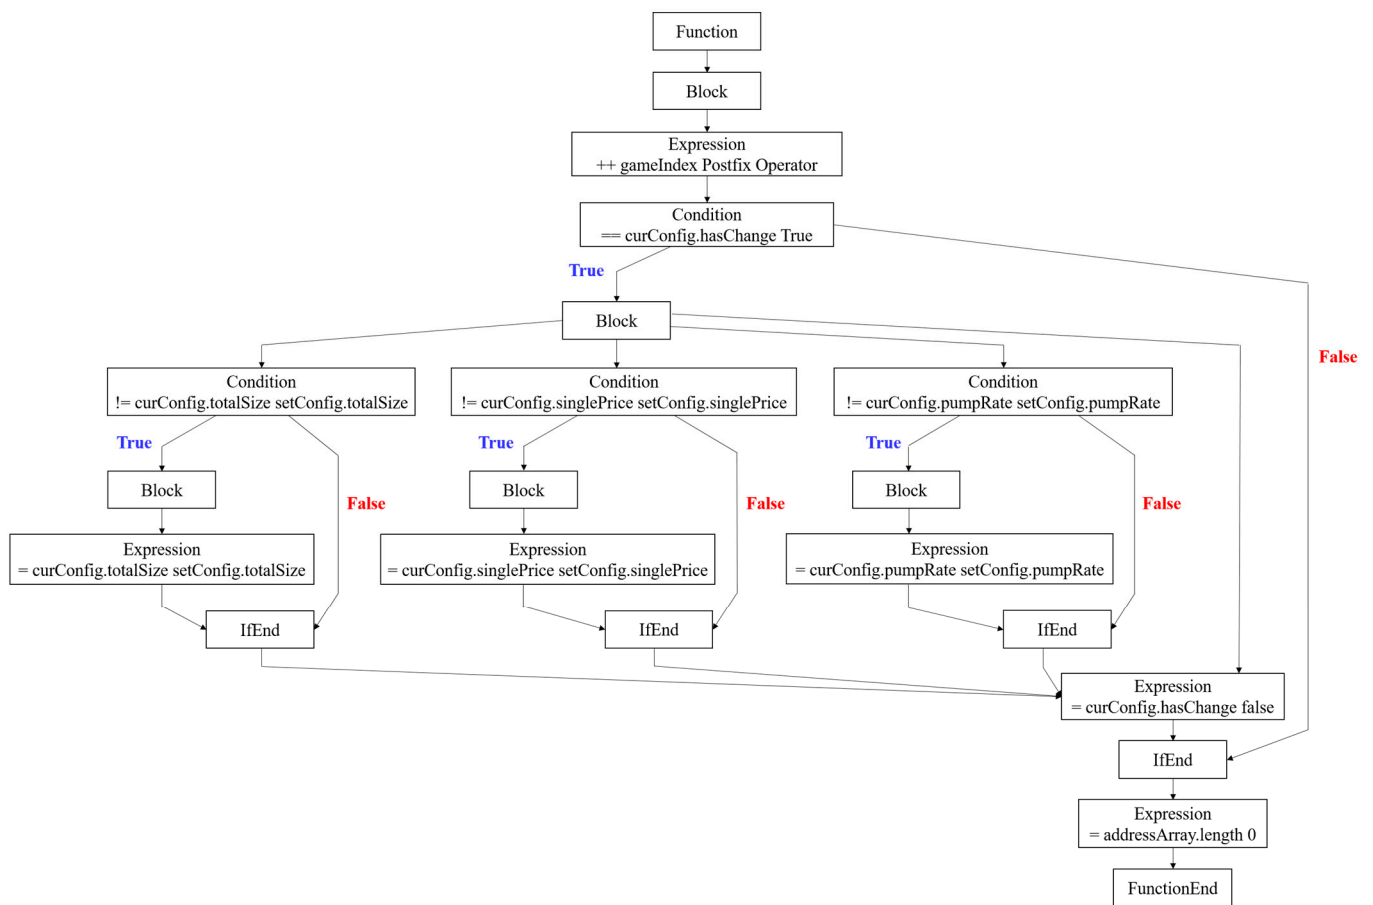 Function
Block
Expression
++ gameIndex Postfix Operator
Condition
== curConfig.hasChange True
True
Block
False
Condition
!= curConfig.totalSize setConfig.totalSize
Condition
!= curConfig.singlePrice setConfig.singlePrice
Condition
!= curConfig.pumpRate setConfig.pumpRate
True
True
True
Block
False
Block
False
Block
False
Expression
= curConfig.totalSize setConfig.totalSize
Expression
= curConfig.singlePrice setConfig.singlePrice
Expression
= curConfig.pumpRate setConfig.pumpRate
IfEnd
IfEnd
IfEnd
Expression
= curConfig.hasChange false
IfEnd
Expression
= addressArray.length 0
FunctionEnd